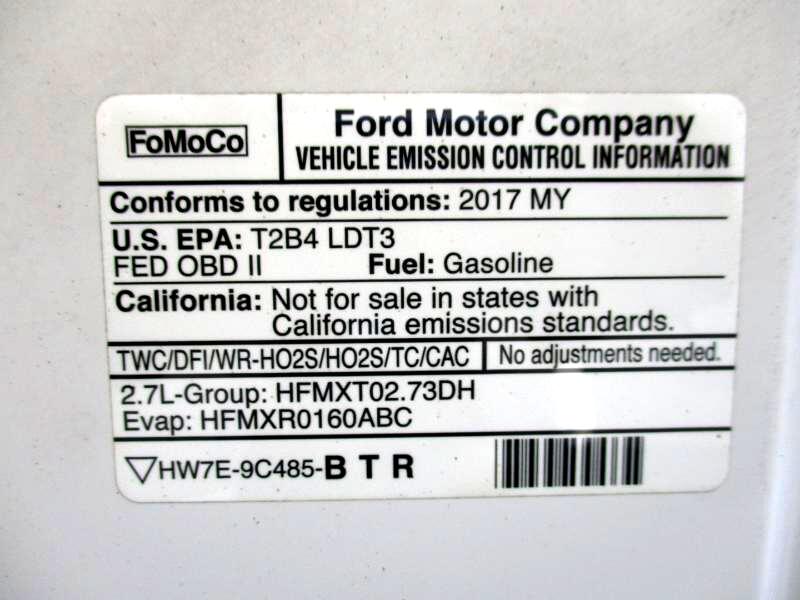 FoMoCo
Ford Motor Company
VEHICLE EMISSION CONTROL INFORMATION
Conforms to regulations: 2017 MY
U.S. EPA: T2B4 LDT3
FED OBD II Fuel: Gasoline
California: Not for sale in states with
California emissions standards.
TWC/DFI/WR-HO2S/HO2S/TC/CAC No adjustments needed.
2.7L-Group: HFMXT02.73DH
Evap: HFMXR0160ABC
▽HW7E-9C485-B T R